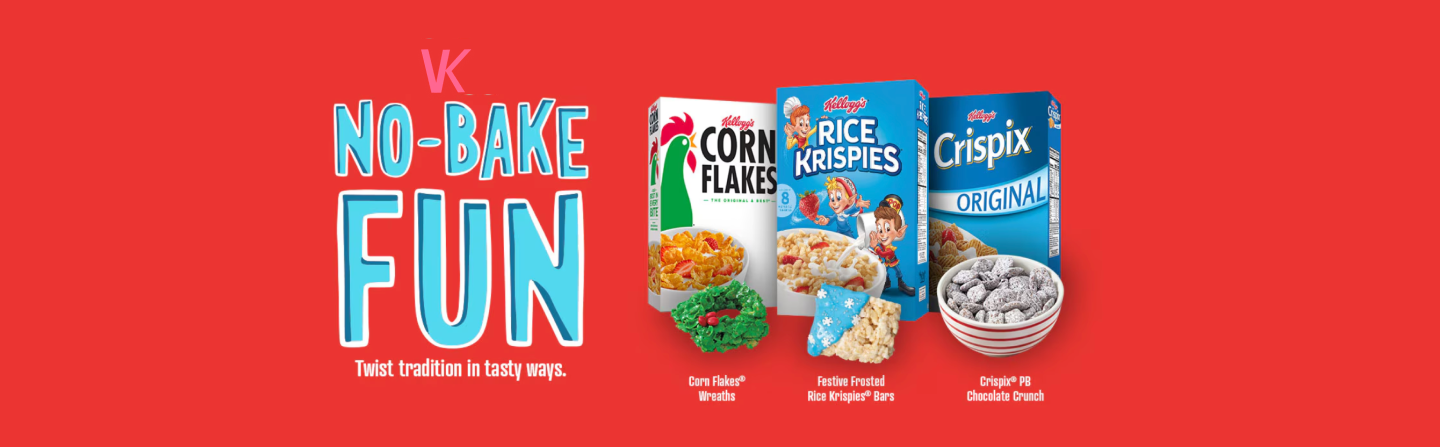 VK
NO-BAKE
FUN
Twist tradition in tasty ways.
Kellogg's
CORN
FLAKES
THE ORIGINAL & BEST
Kellogg's
RICE
KRISPIES
8
Kellogg's
Crispix
ORIGINAL
Corn Flakes®
Wreaths
Festive Frosted
Rice Krispies® Bars
Crispix® PB
Chocolate Crunch